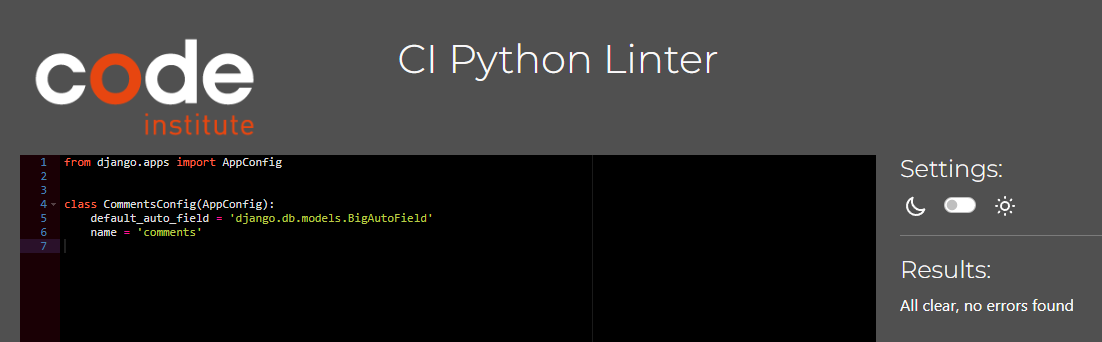 code
institute
CI Python Linter
1 from django.apps import AppConfig
2
3
4 class CommentsConfig(AppConfig):
5     default_auto_field = 'django.db.models.BigAutoField'
6     name = 'comments'
7
Settings:
Results:
All clear, no errors found